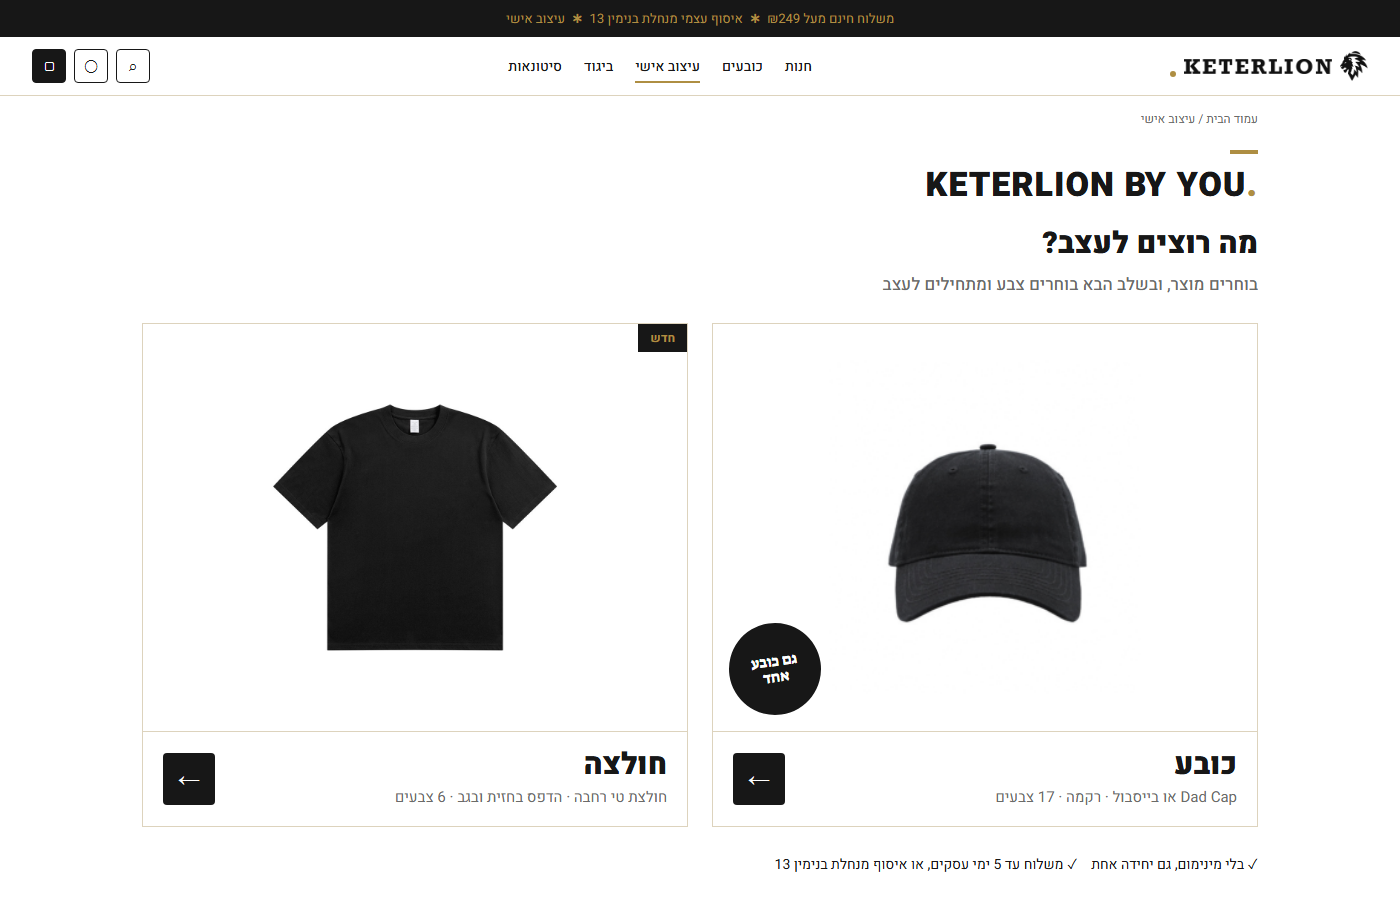 משלוח חינם מעל ₪249 ✱ איסוף עצמי מנחלת בנימין 13 ✱ עיצוב אישי
KETERLION.
חנות כובעים עיצוב אישי ביגוד סיטונאות
עמוד הבית / עיצוב אישי
KETERLION BY YOU.
מה רוצים לעצב?
בוחרים מוצר, ובשלב הבא בוחרים צבע ומתחילים לעצב
גם כובע
אחד
כובע
Dad Cap או בייסבול · רקמה · 17 צבעים
חדש
חולצה
חולצת טי רחבה · הדפס בחזית ובגב · 6 צבעים
✓ בלי מינימום, גם יחידה אחת ✓ משלוח עד 5 ימי עסקים, או איסוף מנחלת בנימין 13